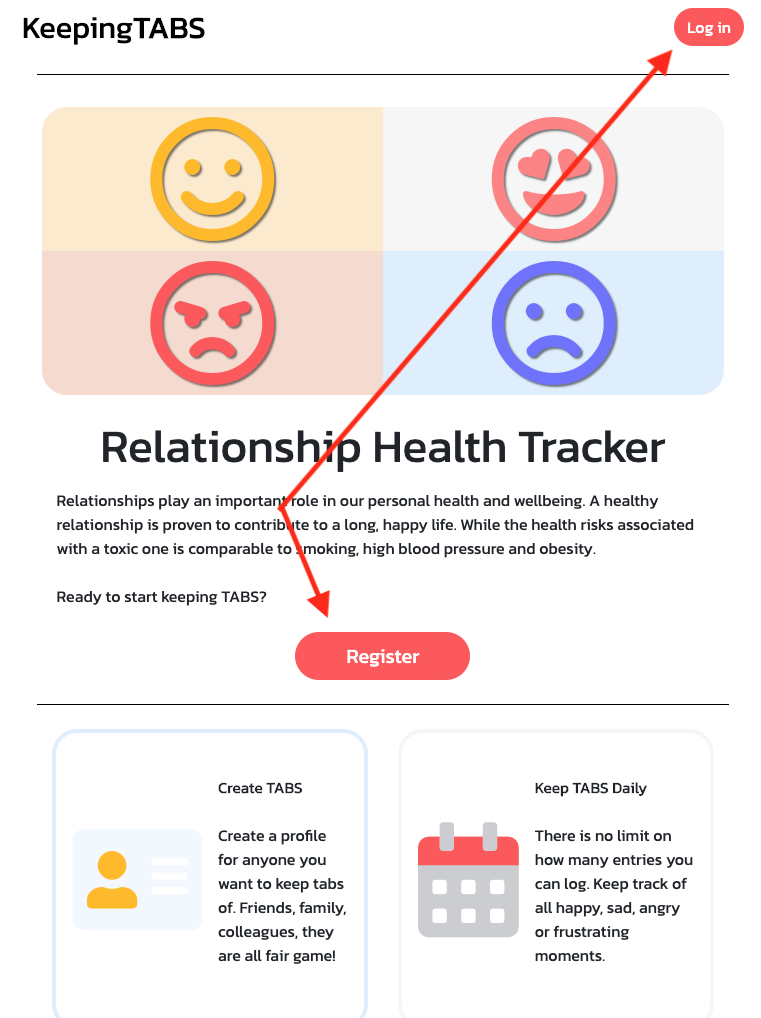 KeepingTABS
Log in
Relationship Health Tracker
Relationships play an important role in our personal health and wellbeing. A healthy
relationship is proven to contribute to a long, happy life. While the health risks associated
with a toxic one is comparable to smoking, high blood pressure and obesity.
Ready to start keeping TABS?
Register
Create TABS
Create a profile
for anyone you
want to keep tabs
of. Friends, family,
colleagues, they
are all fair game!
Keep TABS Daily
There is no limit on
how many entries you
can log. Keep track of
all happy, sad, angry
or frustrating
moments.